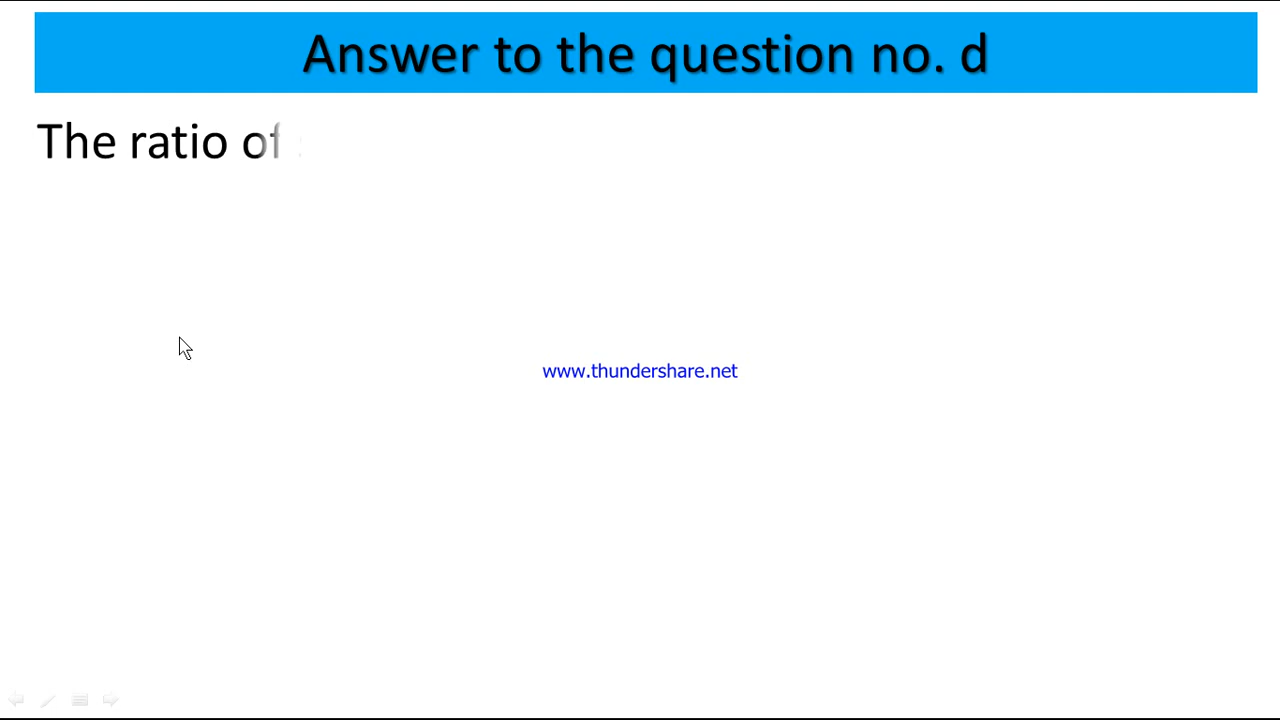 Answer to the question no. d
The ratio of
www.thundershare.net